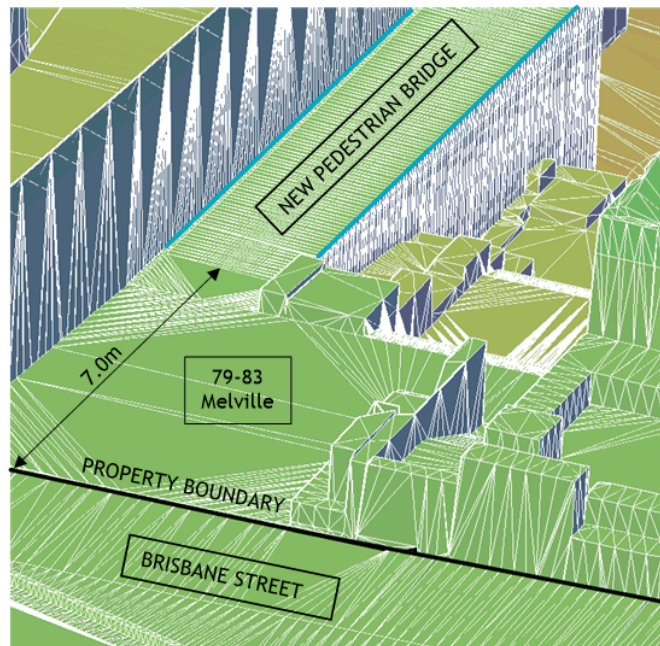 NEW PEDESTRIAN BRIDGE
7.0m
79-83
Melville
PROPERTY BOUNDARY
BRISBANE STREET